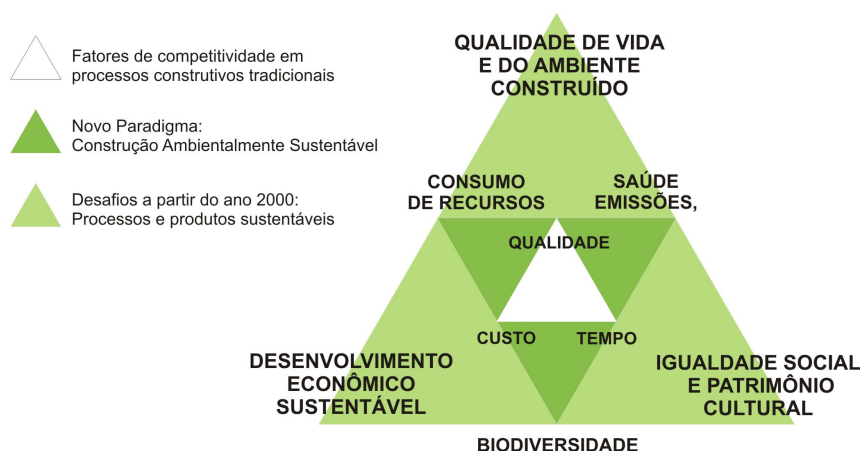 Fatores de competitividade em
processos construtivos tradicionais
Novo Paradigma:
Construção Ambientalmente Sustentável
Desafios a partir do ano 2000:
Processos e produtos sustentáveis
QUALIDADE DE VIDA
E DO AMBIENTE
CONSTRUÍDO
CONSUMO
DE RECURSOS
SAÚDE
EMISSÕES,
QUALIDADE
CUSTO
TEMPO
DESENVOLVIMENTO
ECONÔMICO
SUSTENTÁVEL
IGUALDADE SOCIAL
E PATRIMÔNIO
CULTURAL
BIODIVERSIDADE